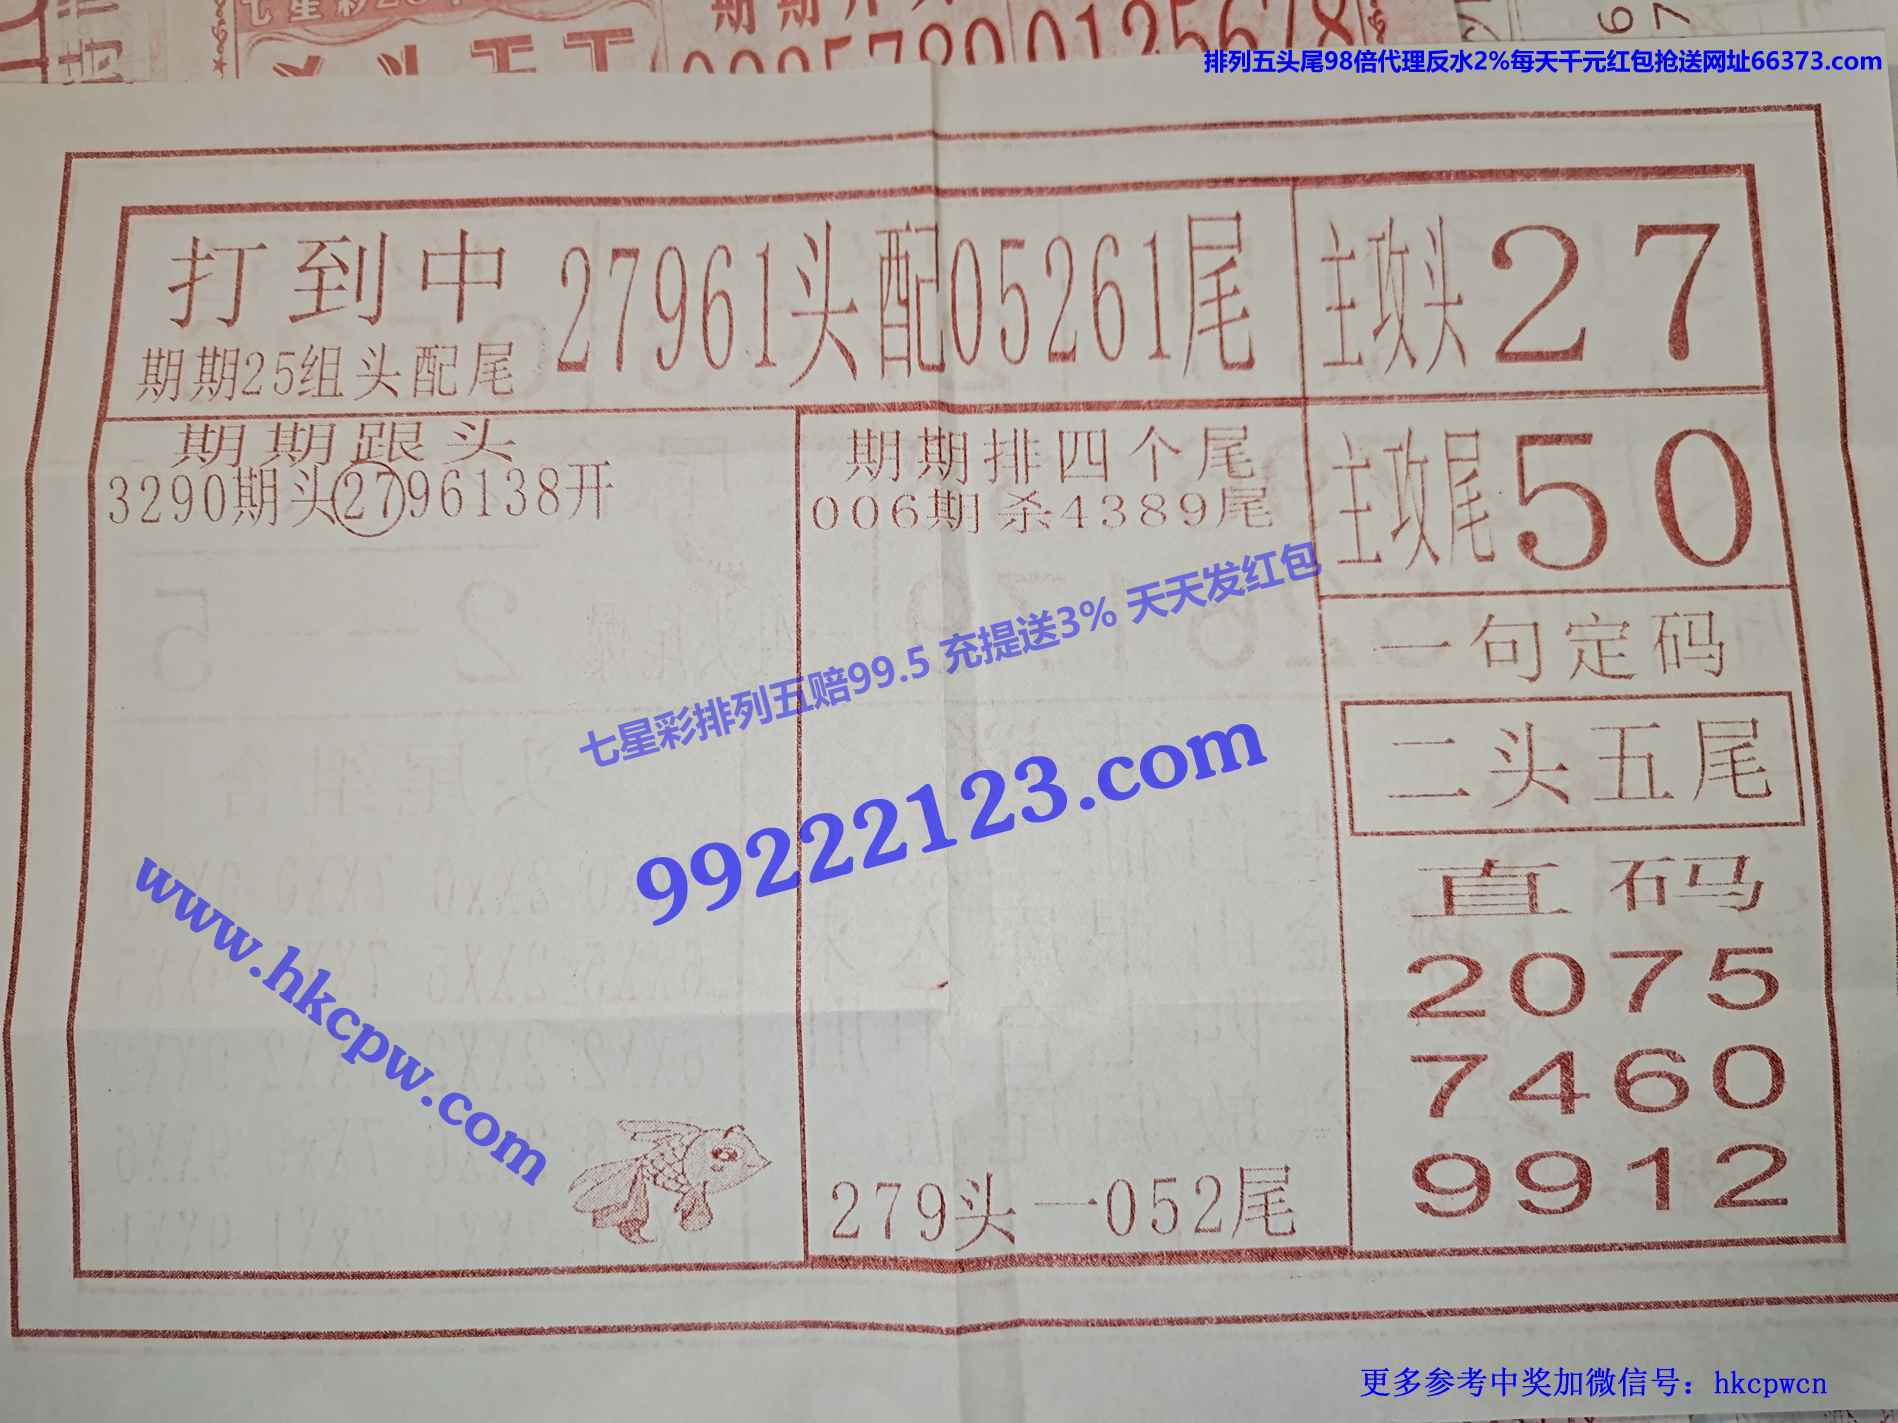 七星彩
排列五头尾98倍代理反水2%每天千元红包抢送网址66373.com
打到中
期期25组头配尾
27961头配05261尾
主攻头27
期期跟头
3290期头2796138开
期期排四个尾
006期杀4389尾
主攻尾50
一句定码
二头五尾
直码
2075
7460
9912
279头一052尾
七星彩排列五赔99.5 充提送3% 天天发红包
99222123.com
www.hkcpw.com
更多参考中奖加微信号：hkcpwcn